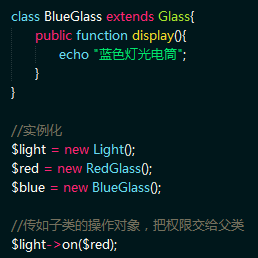 class BlueGlass extends Glass{
public function display(){
echo "蓝色灯光电筒";
}
}
//实例化
$light = new Light();
$red = new RedGlass();
$blue = new BlueGlass();
//传如子类的操作对象，把权限交给父类
$light->on($red);